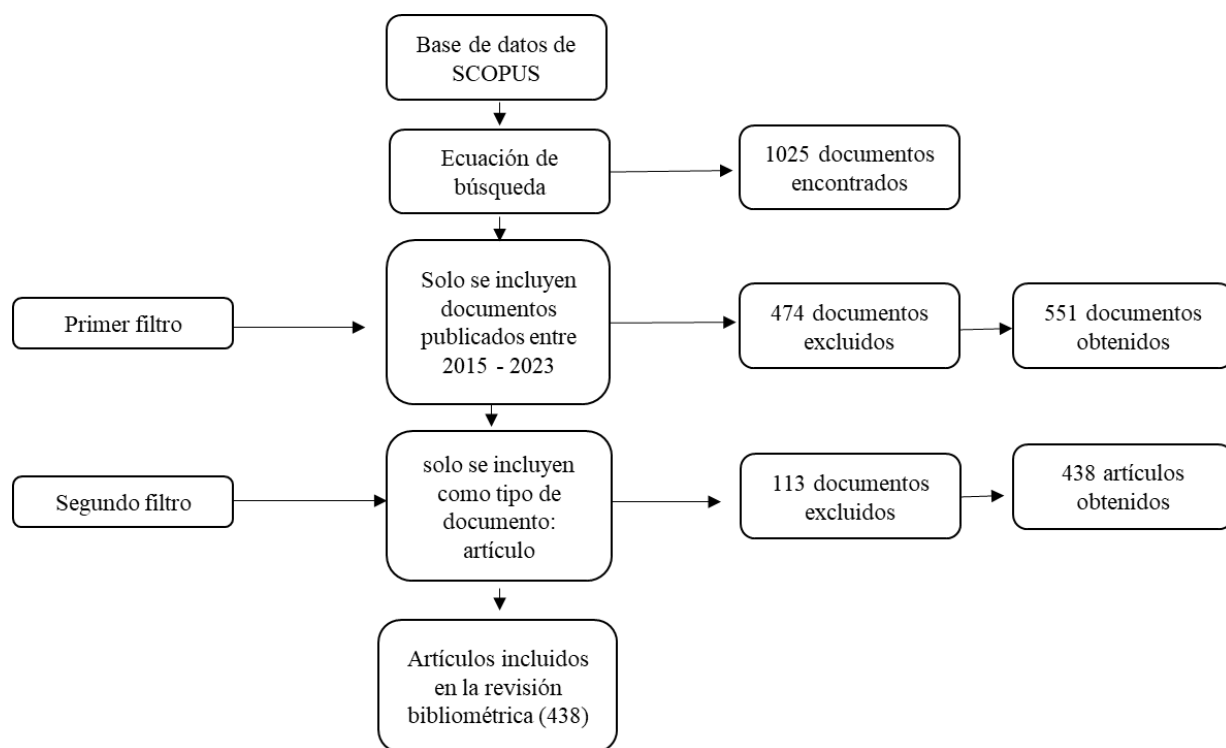 Base de datos de
SCOPUS
Ecuación de
búsqueda
1025 documentos
encontrados
Primer filtro
Solo se incluyen
documentos
publicados entre
2015 - 2023
474 documentos
excluidos
551 documentos
obtenidos
Segundo filtro
solo se incluyen
como tipo de
documento:
artículo
113 documentos
excluidos
438 artículos
obtenidos
Artículos incluidos
en la revisión
bibliométrica (438)